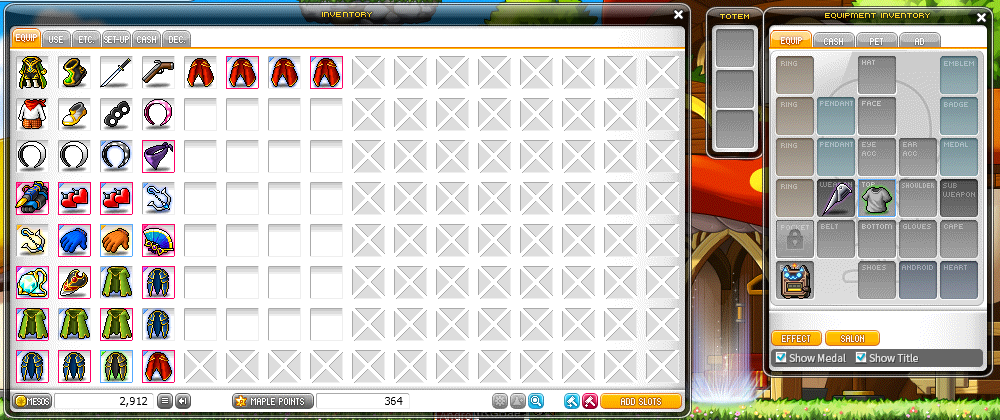 INVENTORY
EQUIP USE ETC. SET-UP CASH DEC.
MESOS 2,912 MAPLE POINTS 364 ADD SLOTS
TOTEM
EQUIPMENT INVENTORY
EQUIP CASH PET AD
RING HAT EMBLEM
RING PENDANT FACE BADGE
RING PENDANT EYE ACC EAR ACC MEDAL
RING TOP SHOULDER SUB WEAPON
POCKET BELT BOTTOM GLOVES CAPE
SHOES ANDROID HEART
EFFECT SALON
Show Medal Show Title